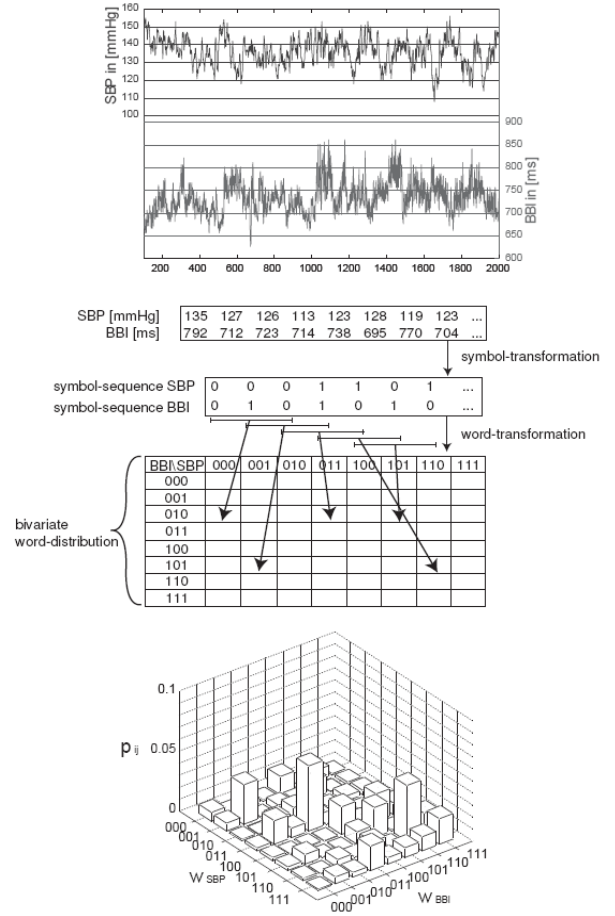 160
150
140
130
120
110
100
SBP in [mmHg]
900
850
800
750
700
650
600
BBI in [ms]
200 400 600 800 1000 1200 1400 1600 1800 2000
SBP [mmHg] 135 127 126 113 123 128 119 123 ...
BBI [ms] 792 712 723 714 738 695 770 704 ...
symbol-transformation
symbol-sequence SBP 0 0 0 1 1 0 1 ...
symbol-sequence BBI 0 1 0 1 0 1 0 ...
word-transformation
BBI\SBP 000 001 010 011 100 101 110 111
000
001
010
011
100
101
110
111
bivariate
word-distribution
0.1
0.05
0
p ij
000
001
010
011
100
101
110
111
W SBP
000
001
010
011
100
101
110
111
W BBI